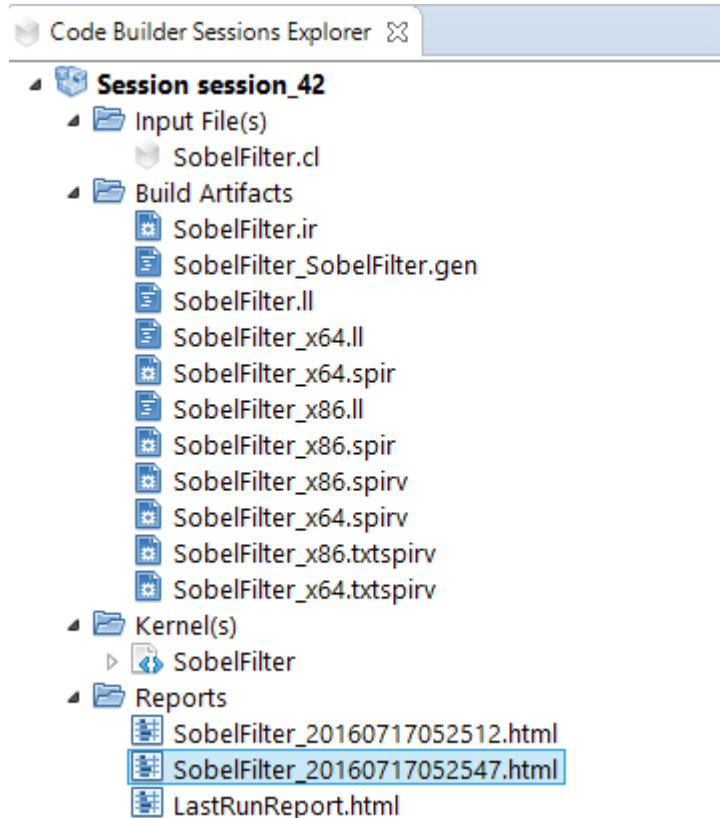 Code Builder Sessions Explorer
Session session_42
Input File(s)
SobelFilter.cl
Build Artifacts
SobelFilter.ir
SobelFilter_SobelFilter.gen
SobelFilter.ll
SobelFilter_x64.ll
SobelFilter_x64.spir
SobelFilter_x86.ll
SobelFilter_x86.spir
SobelFilter_x86.spirv
SobelFilter_x64.spirv
SobelFilter_x86.txtspirv
SobelFilter_x64.txtspirv
Kernel(s)
SobelFilter
Reports
SobelFilter_20160717052512.html
SobelFilter_20160717052547.html
LastRunReport.html